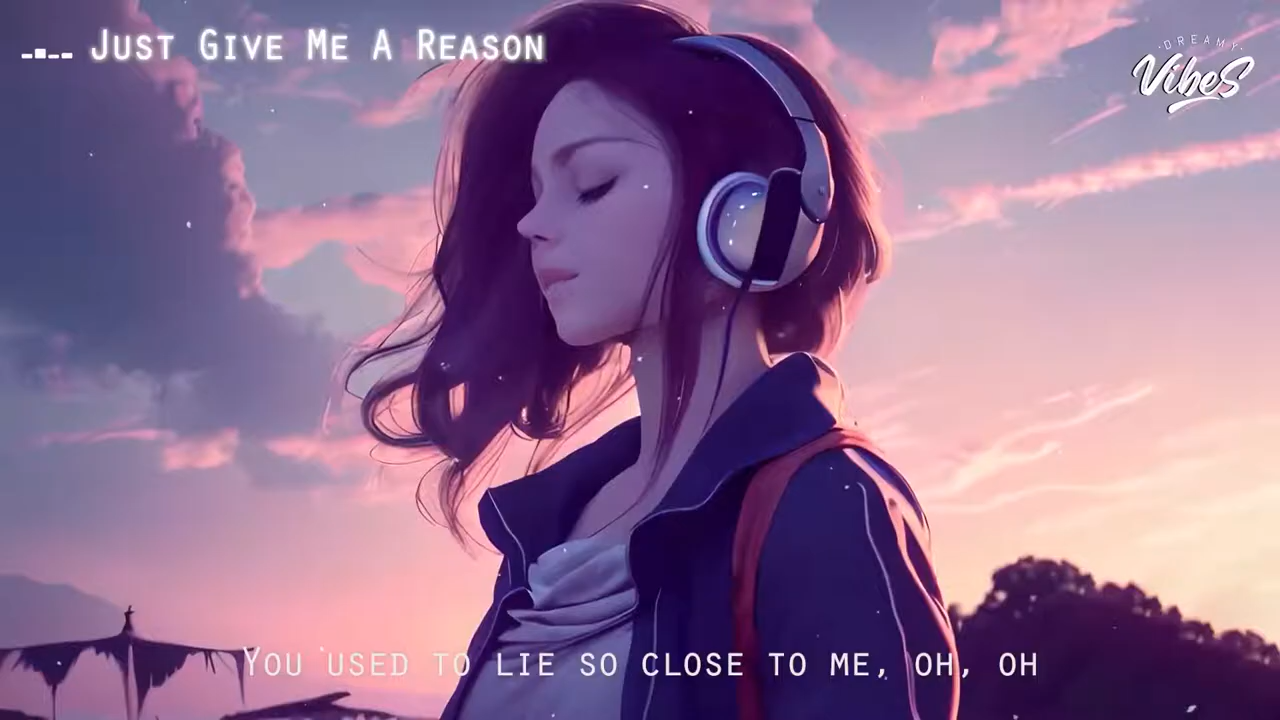 Just Give Me A Reason
·DREAMY·
Vibes
You used to lie so close to me, oh, oh